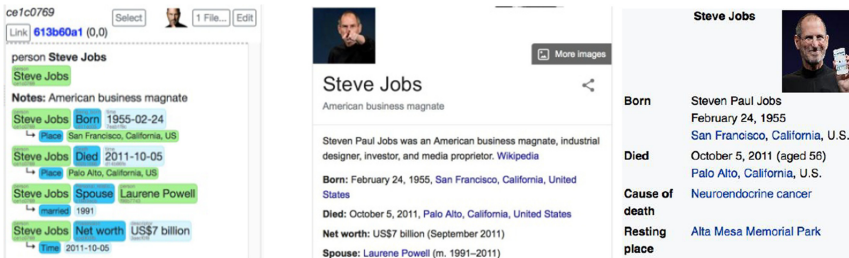 ce1c0769
Select
1 File...
Edit
Link
613b60a1 (0,0)
person Steve Jobs
Steve Jobs
Notes: American business magnate
Steve Jobs Born 1955-02-24
↳ Place San Francisco, California, US
Steve Jobs Died 2011-10-05
↳ Place Palo Alto, California, US
Steve Jobs Spouse Laurene Powell
↳ married 1991
Steve Jobs Net worth US$7 billion
↳ Time 2011-10-05
More images
Steve Jobs
American business magnate
Steven Paul Jobs was an American business magnate, industrial
designer, investor, and media proprietor. Wikipedia
Born: February 24, 1955, San Francisco, California, United
States
Died: October 5, 2011, Palo Alto, California, United States
Net worth: US$7 billion (September 2011)
Spouse: Laurene Powell (m. 1991–2011)
Steve Jobs
Born Steven Paul Jobs
February 24, 1955
San Francisco, California, U.S.
Died October 5, 2011 (aged 56)
Palo Alto, California, U.S.
Cause of Neuroendocrine cancer
death
Resting Alta Mesa Memorial Park
place